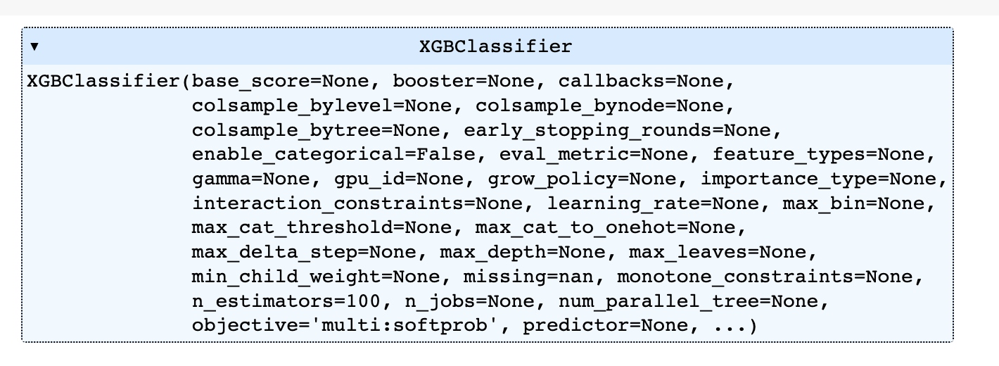 XGBClassifier
XGBClassifier(base_score=None, booster=None, callbacks=None,
colsample_bylevel=None, colsample_bynode=None,
colsample_bytree=None, early_stopping_rounds=None,
enable_categorical=False, eval_metric=None, feature_types=None,
gamma=None, gpu_id=None, grow_policy=None, importance_type=None,
interaction_constraints=None, learning_rate=None, max_bin=None,
max_cat_threshold=None, max_cat_to_onehot=None,
max_delta_step=None, max_depth=None, max_leaves=None,
min_child_weight=None, missing=nan, monotone_constraints=None,
n_estimators=100, n_jobs=None, num_parallel_tree=None,
objective='multi:softprob', predictor=None, ...)